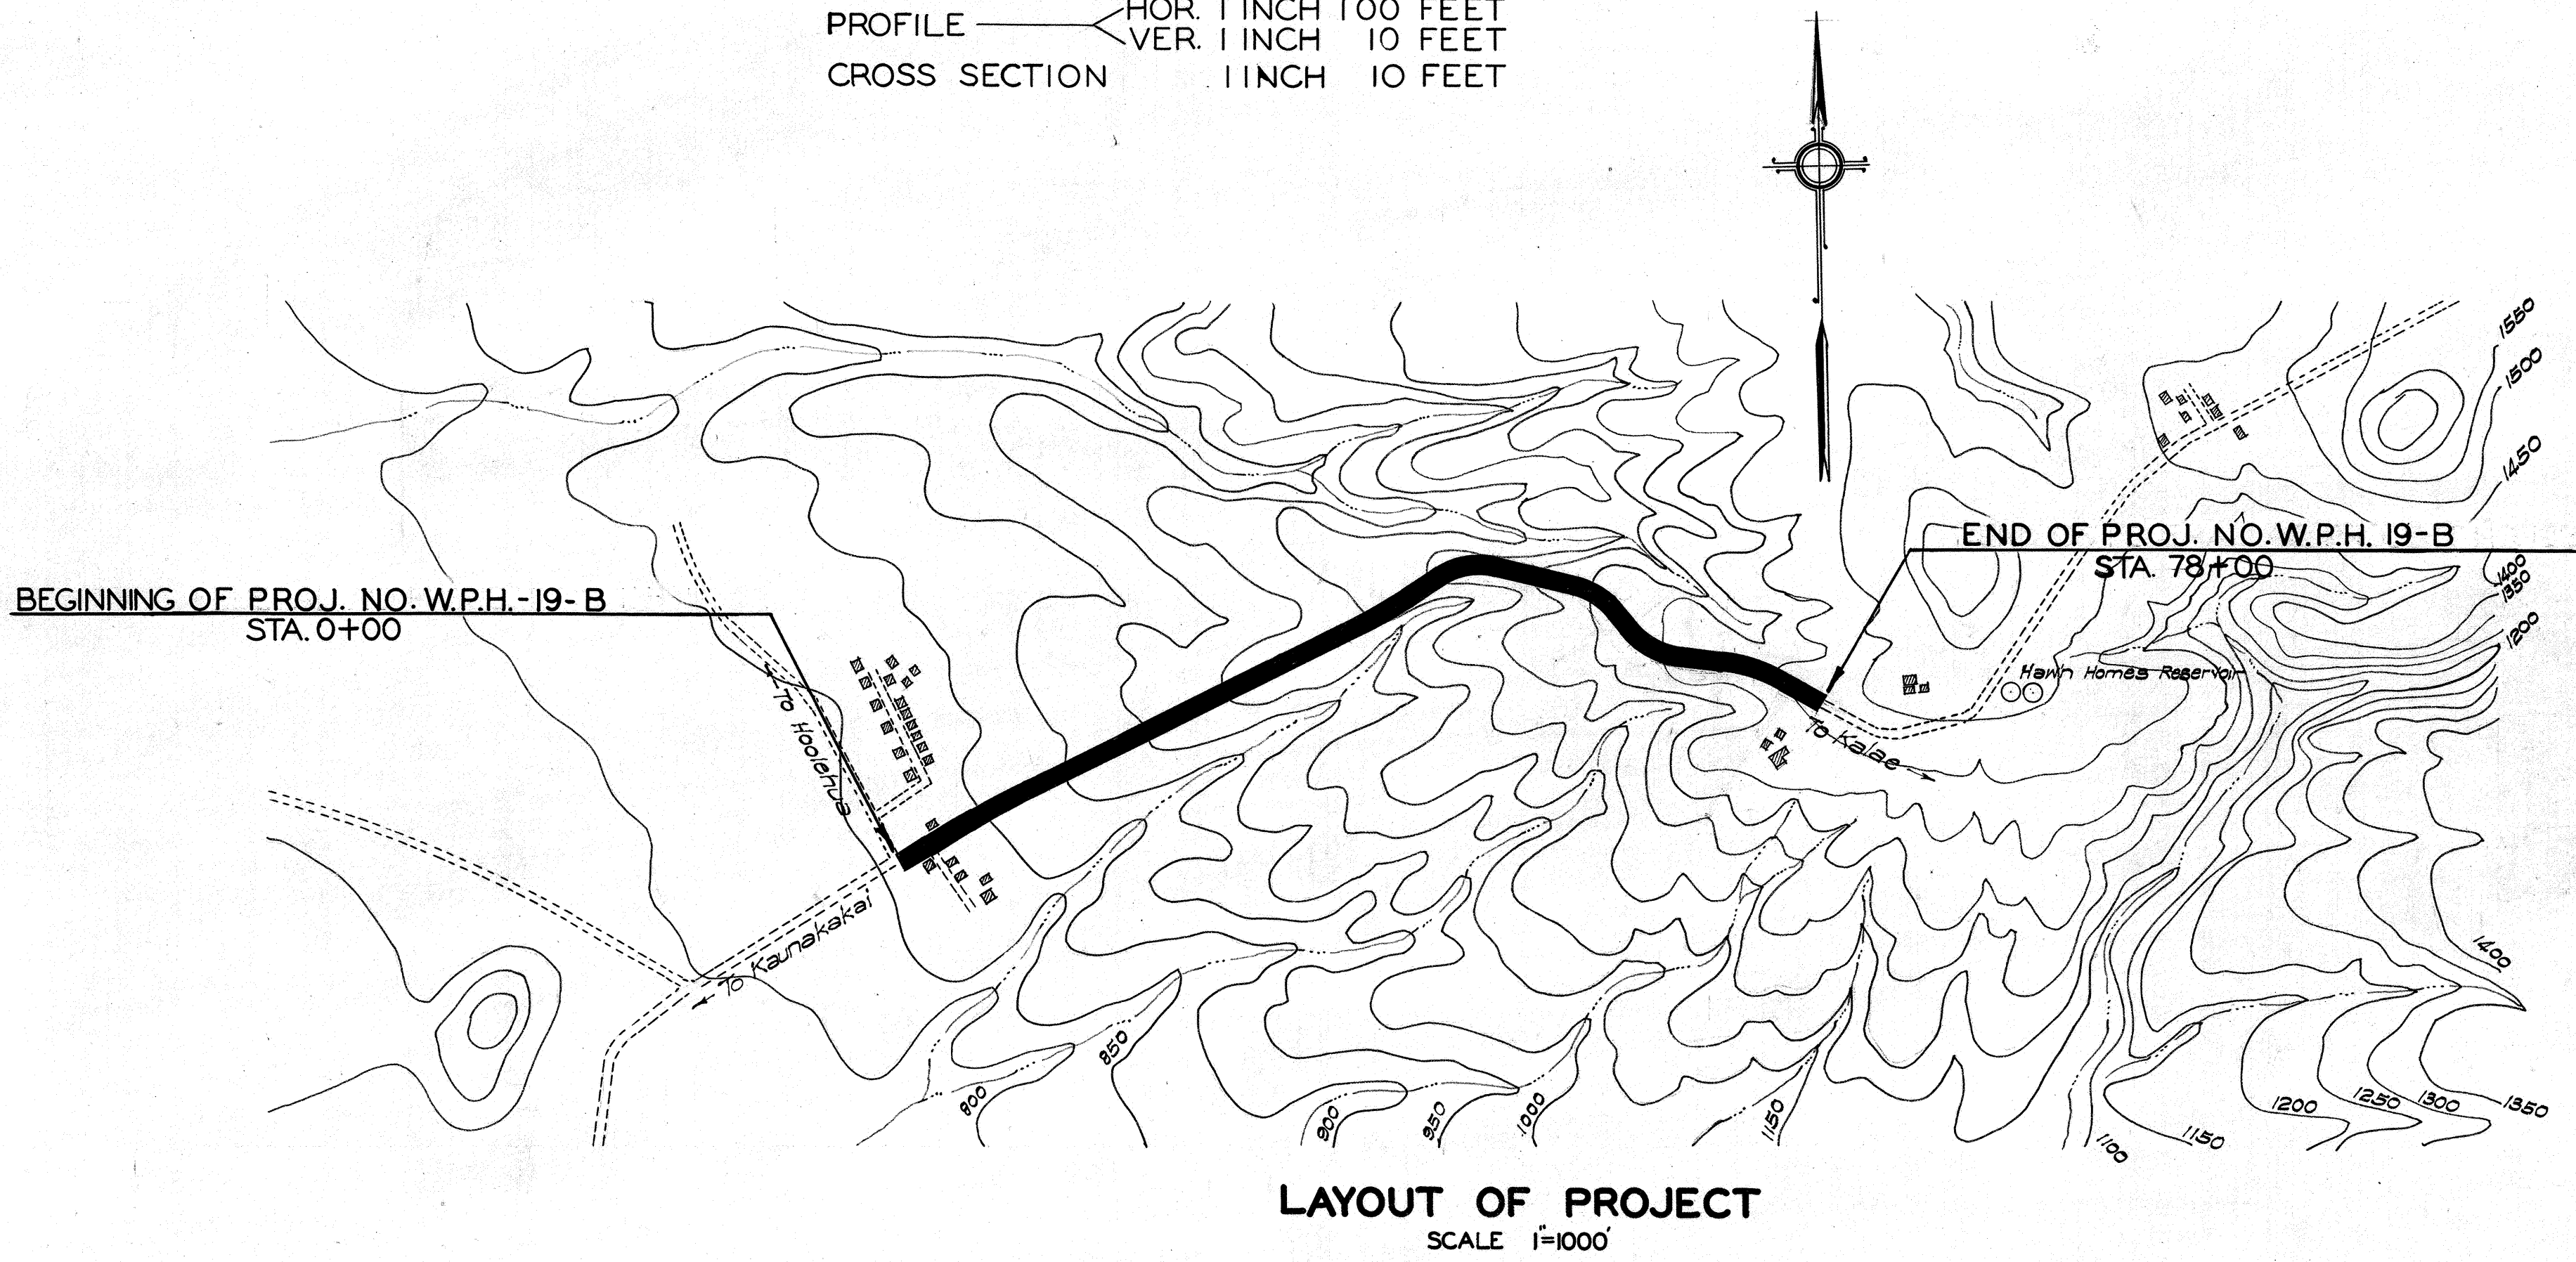 PROFILE HOR. 1 INCH 100 FEET
VER. 1 INCH 10 FEET
CROSS SECTION 1 INCH 10 FEET
1550
1500
1450
END OF PROJ. NO. W.P.H. 19-B
STA. 78+00
1400
1350
1200
BEGINNING OF PROJ. NO. W.P.H.-19-B
STA. 0+00
Haw'n Homes Reservoir
To Hoolehua
To Kalae
To Kaunakakai
1400
850
800
900
950
1000
1150
1100
1150
1200
1250
1300
1350
LAYOUT OF PROJECT
SCALE 1"=1000'